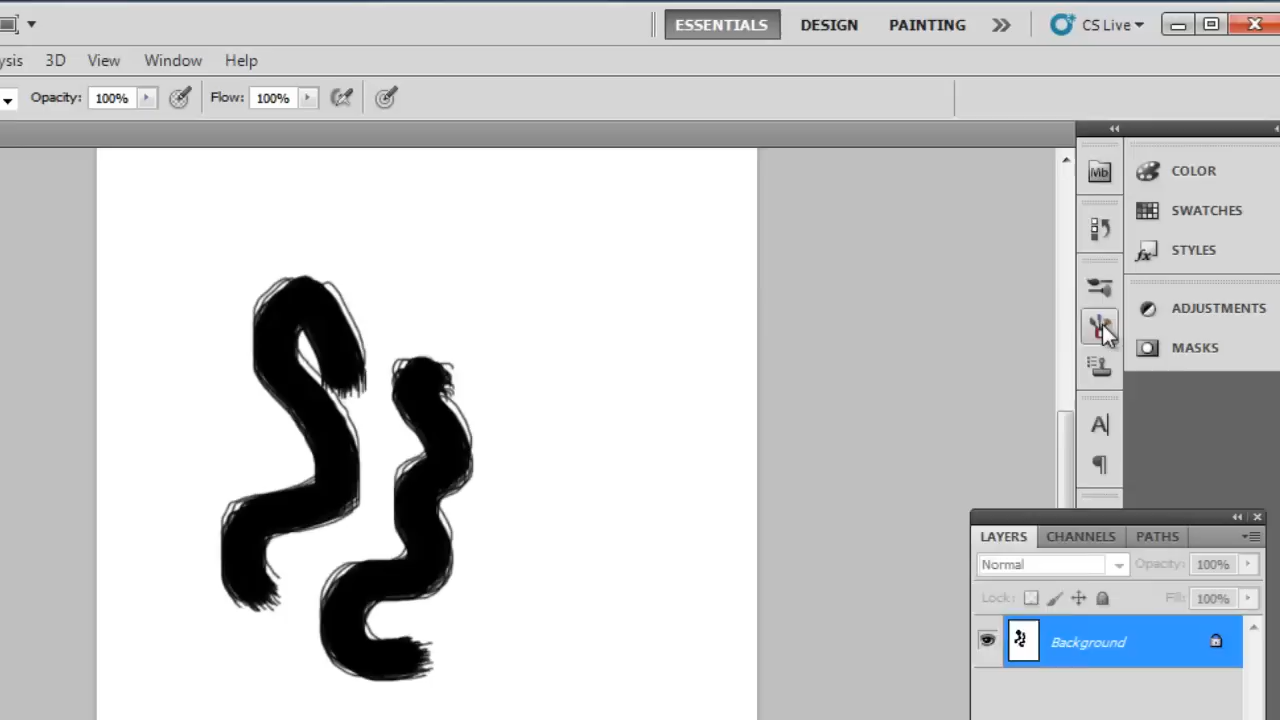 ESSENTIALS DESIGN PAINTING CS Live
ysis 3D View Window Help
Opacity: 100% Flow: 100%
Mb
COLOR
SWATCHES
STYLES
ADJUSTMENTS
MASKS
LAYERS CHANNELS PATHS
Normal Opacity: 100%
Lock: Fill: 100%
Background